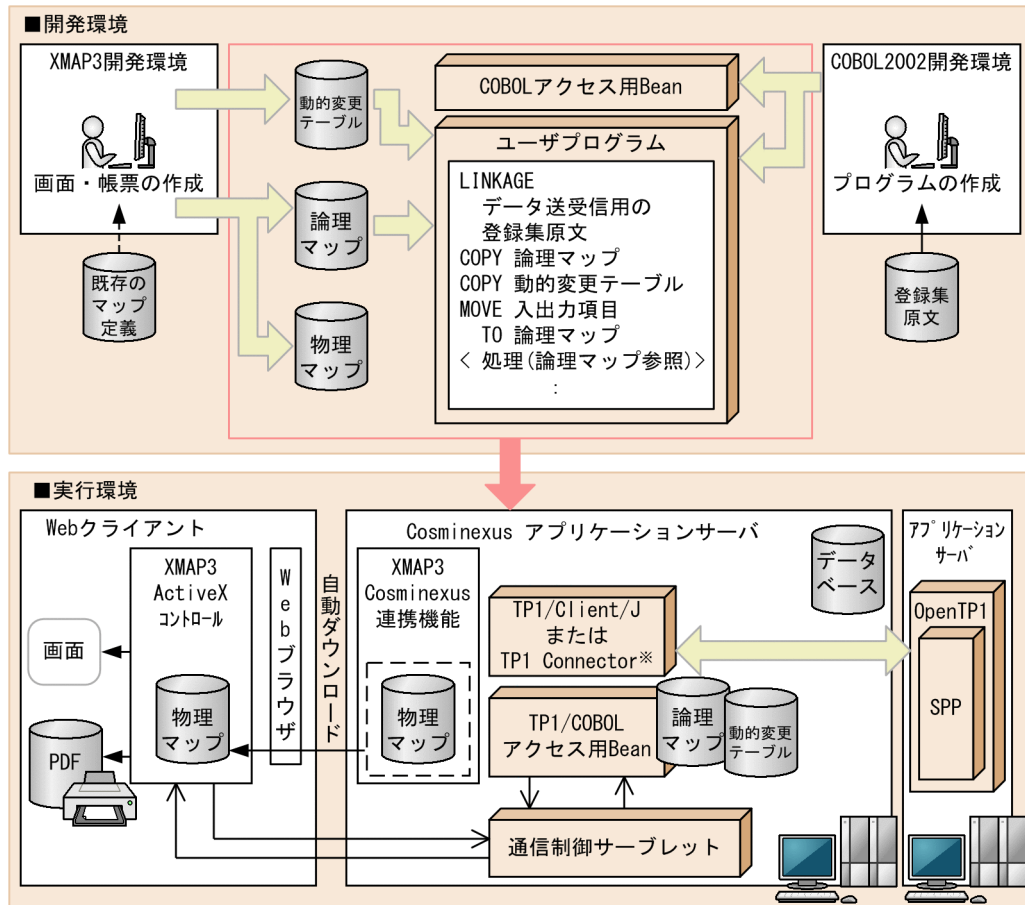 ■開発環境
XMAP3開発環境
画面・帳票の作成
既存の
マップ
定義
動的変更
テーブル
論理
マップ
物理
マップ
COBOLアクセス用Bean
ユーザプログラム
LINKAGE
データ送受信用の
登録集原文
COPY 論理マップ
COPY 動的変更テーブル
MOVE 入出力項目
TO 論理マップ
< 処理(論理マップ参照)>
:
COBOL2002開発環境
プログラムの作成
登録集
原文
■実行環境
Webクライアント
XMAP3
ActiveX
コントロール
画面
PDF
物理
マップ
Webブラウザ
自動ダウンロード
Cosminexus アプリケーションサーバ
XMAP3
Cosminexus
連携機能
物理
マップ
TP1/Client/J
または
TP1 Connector※
TP1/COBOL
アクセス用Bean
論理
マップ
動的変更
テーブル
データ
ベース
通信制御サーブレット
アプリケーション
サーバ
OpenTP1
SPP